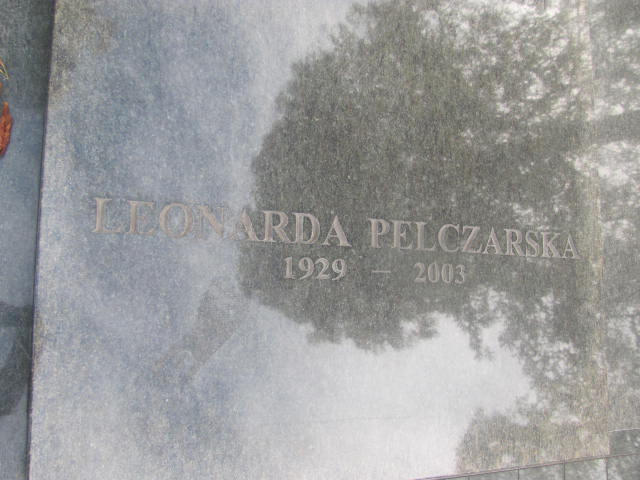 LEONARDA PELCZARSKA
1929 – 2003